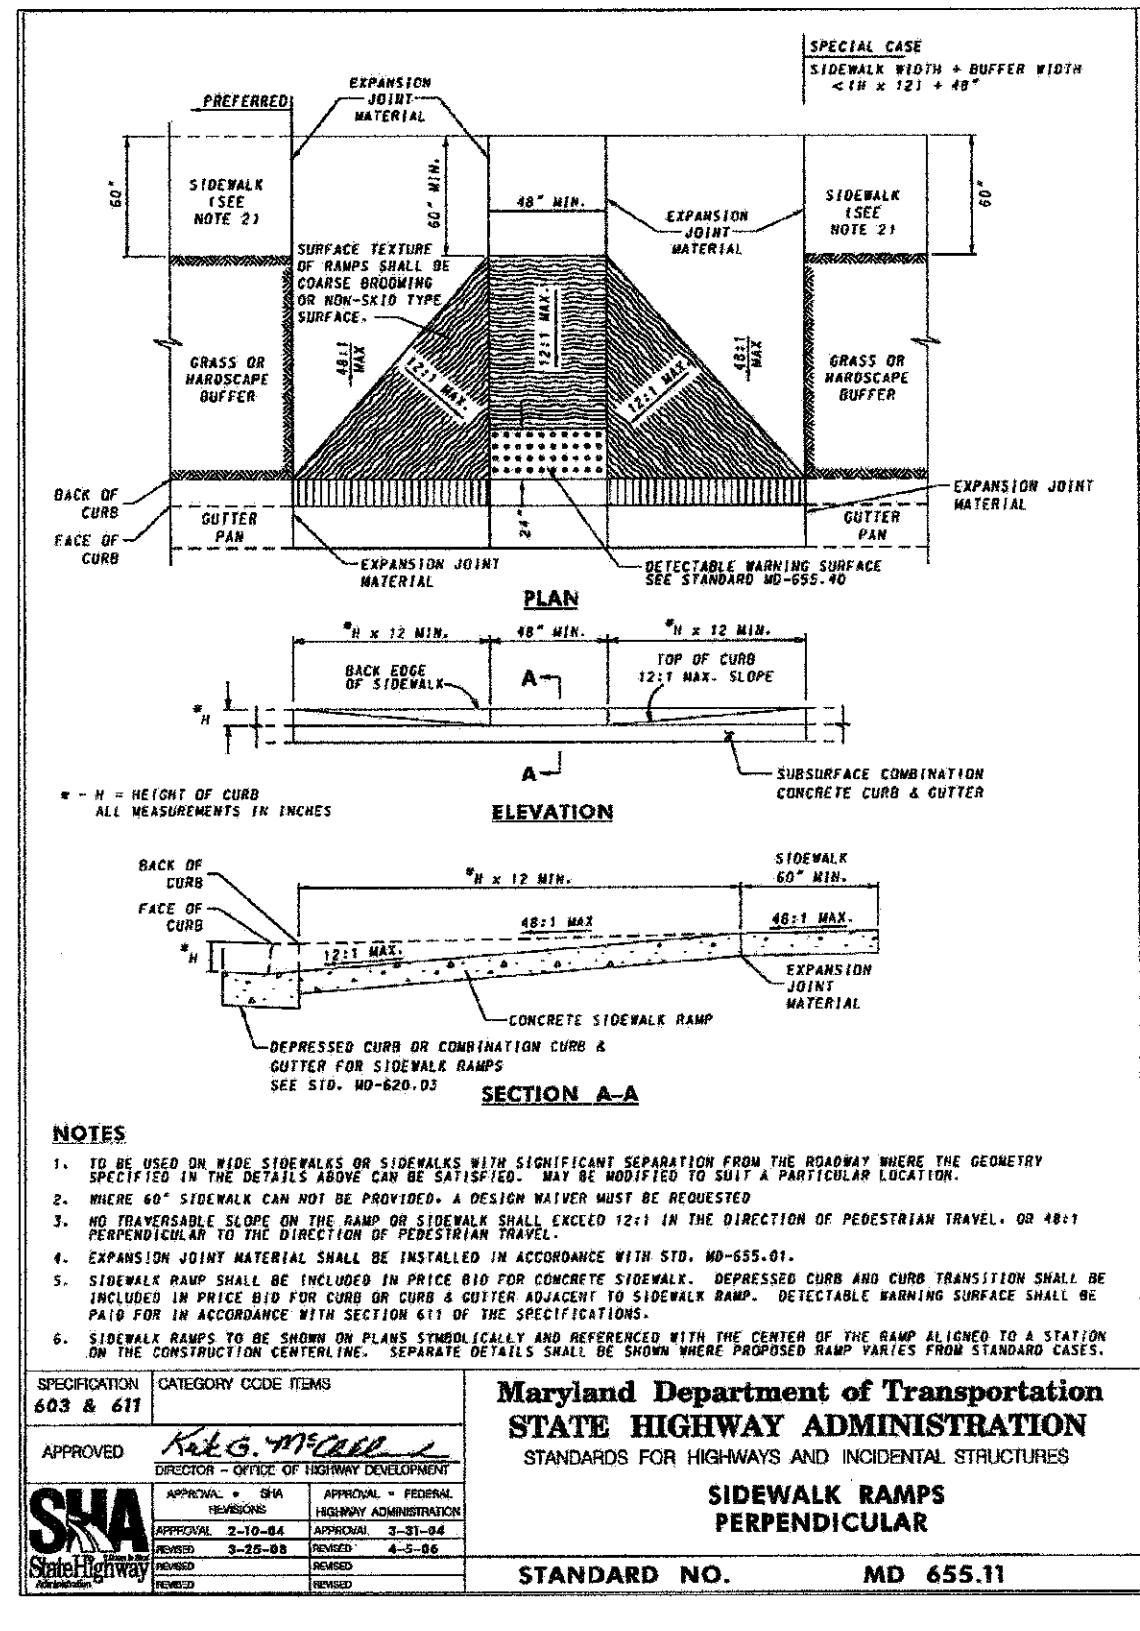 SPECIAL CASE
SIDEWALK WIDTH + BUFFER WIDTH
<(H x 12) + 48"
EXPANSION
JOINT
MATERIAL
PREFERRED
60"
SIDEWALK
(SEE
NOTE 2)
60" MIN.
48" MIN.
EXPANSION
JOINT
MATERIAL
SIDEWALK
(SEE
NOTE 2)
60"
SURFACE TEXTURE
OF RAMPS SHALL BE
COARSE BROOMING
OR NON-SKID TYPE
SURFACE.
48:1
MAX
12:1 MAX.
12:1 MAX.
12:1 MAX.
48:1
MAX
GRASS OR
HARDSCAPE
BUFFER
GRASS OR
HARDSCAPE
BUFFER
BACK OF
CURB
FACE OF
CURB
GUTTER
PAN
24"
GUTTER
PAN
EXPANSION JOINT
MATERIAL
EXPANSION JOINT
MATERIAL
DETECTABLE WARNING SURFACE
SEE STANDARD MD-655.40
PLAN
*H x 12 MIN.
48" MIN.
*H x 12 MIN.
BACK EDGE
OF SIDEWALK
A
TOP OF CURB
12:1 MAX. SLOPE
*H
A
SUBSURFACE COMBINATION
CONCRETE CURB & GUTTER
* - H = HEIGHT OF CURB
ALL MEASUREMENTS IN INCHES
ELEVATION
BACK OF
CURB
FACE OF
CURB
*H
*H x 12 MIN.
SIDEWALK
60" MIN.
48:1 MAX
48:1 MAX.
12:1 MAX.
EXPANSION
JOINT
MATERIAL
CONCRETE SIDEWALK RAMP
DEPRESSED CURB OR COMBINATION CURB &
GUTTER FOR SIDEWALK RAMPS
SEE STD. MD-620.03
SECTION A-A
NOTES
1. TO BE USED ON WIDE SIDEWALKS OR SIDEWALKS WITH SIGNIFICANT SEPARATION FROM THE ROADWAY WHERE THE GEOMETRY
SPECIFIED IN THE DETAILS ABOVE CAN BE SATISFIED. MAY BE MODIFIED TO SUIT A PARTICULAR LOCATION.
2. WHERE 60" SIDEWALK CAN NOT BE PROVIDED, A DESIGN WAIVER MUST BE REQUESTED
3. NO TRAVERSABLE SLOPE ON THE RAMP OR SIDEWALK SHALL EXCEED 12:1 IN THE DIRECTION OF PEDESTRIAN TRAVEL, OR 48:1
PERPENDICULAR TO THE DIRECTION OF PEDESTRIAN TRAVEL.
4. EXPANSION JOINT MATERIAL SHALL BE INSTALLED IN ACCORDANCE WITH STD. MD-655.01.
5. SIDEWALK RAMP SHALL BE INCLUDED IN PRICE BID FOR CONCRETE SIDEWALK. DEPRESSED CURB AND CURB TRANSITION SHALL BE
INCLUDED IN PRICE BID FOR CURB OR CURB & GUTTER ADJACENT TO SIDEWALK RAMP. DETECTABLE WARNING SURFACE SHALL BE
PAID FOR IN ACCORDANCE WITH SECTION 611 OF THE SPECIFICATIONS.
6. SIDEWALK RAMPS TO BE SHOWN ON PLANS SYMBOLICALLY AND REFERENCED WITH THE CENTER OF THE RAMP ALIGNED TO A STATION
ON THE CONSTRUCTION CENTERLINE. SEPARATE DETAILS SHALL BE SHOWN WHERE PROPOSED RAMP VARIES FROM STANDARD CASES.
SPECIFICATION
603 & 611
CATEGORY CODE ITEMS
APPROVED
Kirk G. McClelland
DIRECTOR - OFFICE OF HIGHWAY DEVELOPMENT
SHA
State Highway
Administration
APPROVAL - SHA
REVISIONS
APPROVAL - FEDERAL
HIGHWAY ADMINISTRATION
APPROVAL 2-10-04
APPROVAL 3-31-04
REVISED 3-25-08
REVISED 4-5-06
REVISED
REVISED
REVISED
REVISED
Maryland Department of Transportation
STATE HIGHWAY ADMINISTRATION
STANDARDS FOR HIGHWAYS AND INCIDENTAL STRUCTURES
SIDEWALK RAMPS
PERPENDICULAR
STANDARD NO. MD 655.11